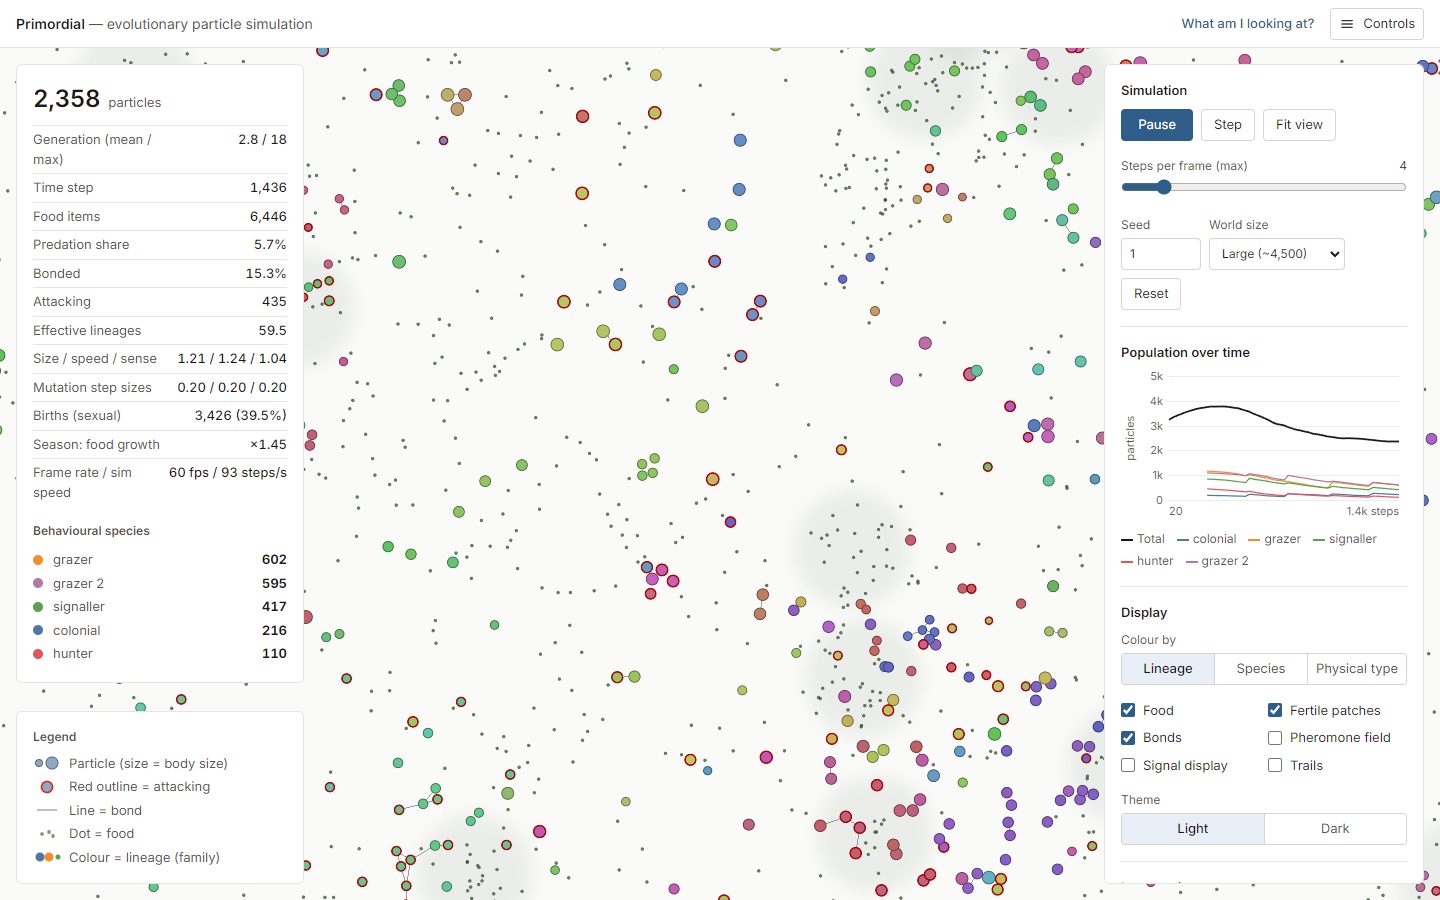 Primordial — evolutionary particle simulation
What am I looking at?
Controls
2,358 particles
Generation (mean / max) 2.8 / 18
Time step 1,436
Food items 6,446
Predation share 5.7%
Bonded 15.3%
Attacking 435
Effective lineages 59.5
Size / speed / sense 1.21 / 1.24 / 1.04
Mutation step sizes 0.20 / 0.20 / 0.20
Births (sexual) 3,426 (39.5%)
Season: food growth ×1.45
Frame rate / sim speed 60 fps / 93 steps/s
Behavioural species
grazer 602
grazer 2 595
signaller 417
colonial 216
hunter 110
Legend
Particle (size = body size)
Red outline = attacking
Line = bond
Dot = food
Colour = lineage (family)
Simulation
Pause Step Fit view
Steps per frame (max) 4
Seed World size
1 Large (~4,500)
Reset
Population over time
5k
4k
3k
2k
1k
0
particles
20 1.4k steps
Total colonial grazer signaller
hunter grazer 2
Display
Colour by
Lineage Species Physical type
Food Fertile patches
Bonds Pheromone field
Signal display Trails
Theme
Light Dark